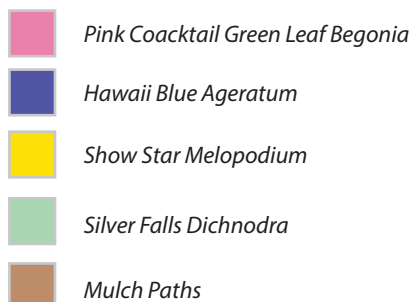 Pink Coacktail Green Leaf Begonia
Hawaii Blue Ageratum
Show Star Melopodium
Silver Falls Dichnodra
Mulch Paths